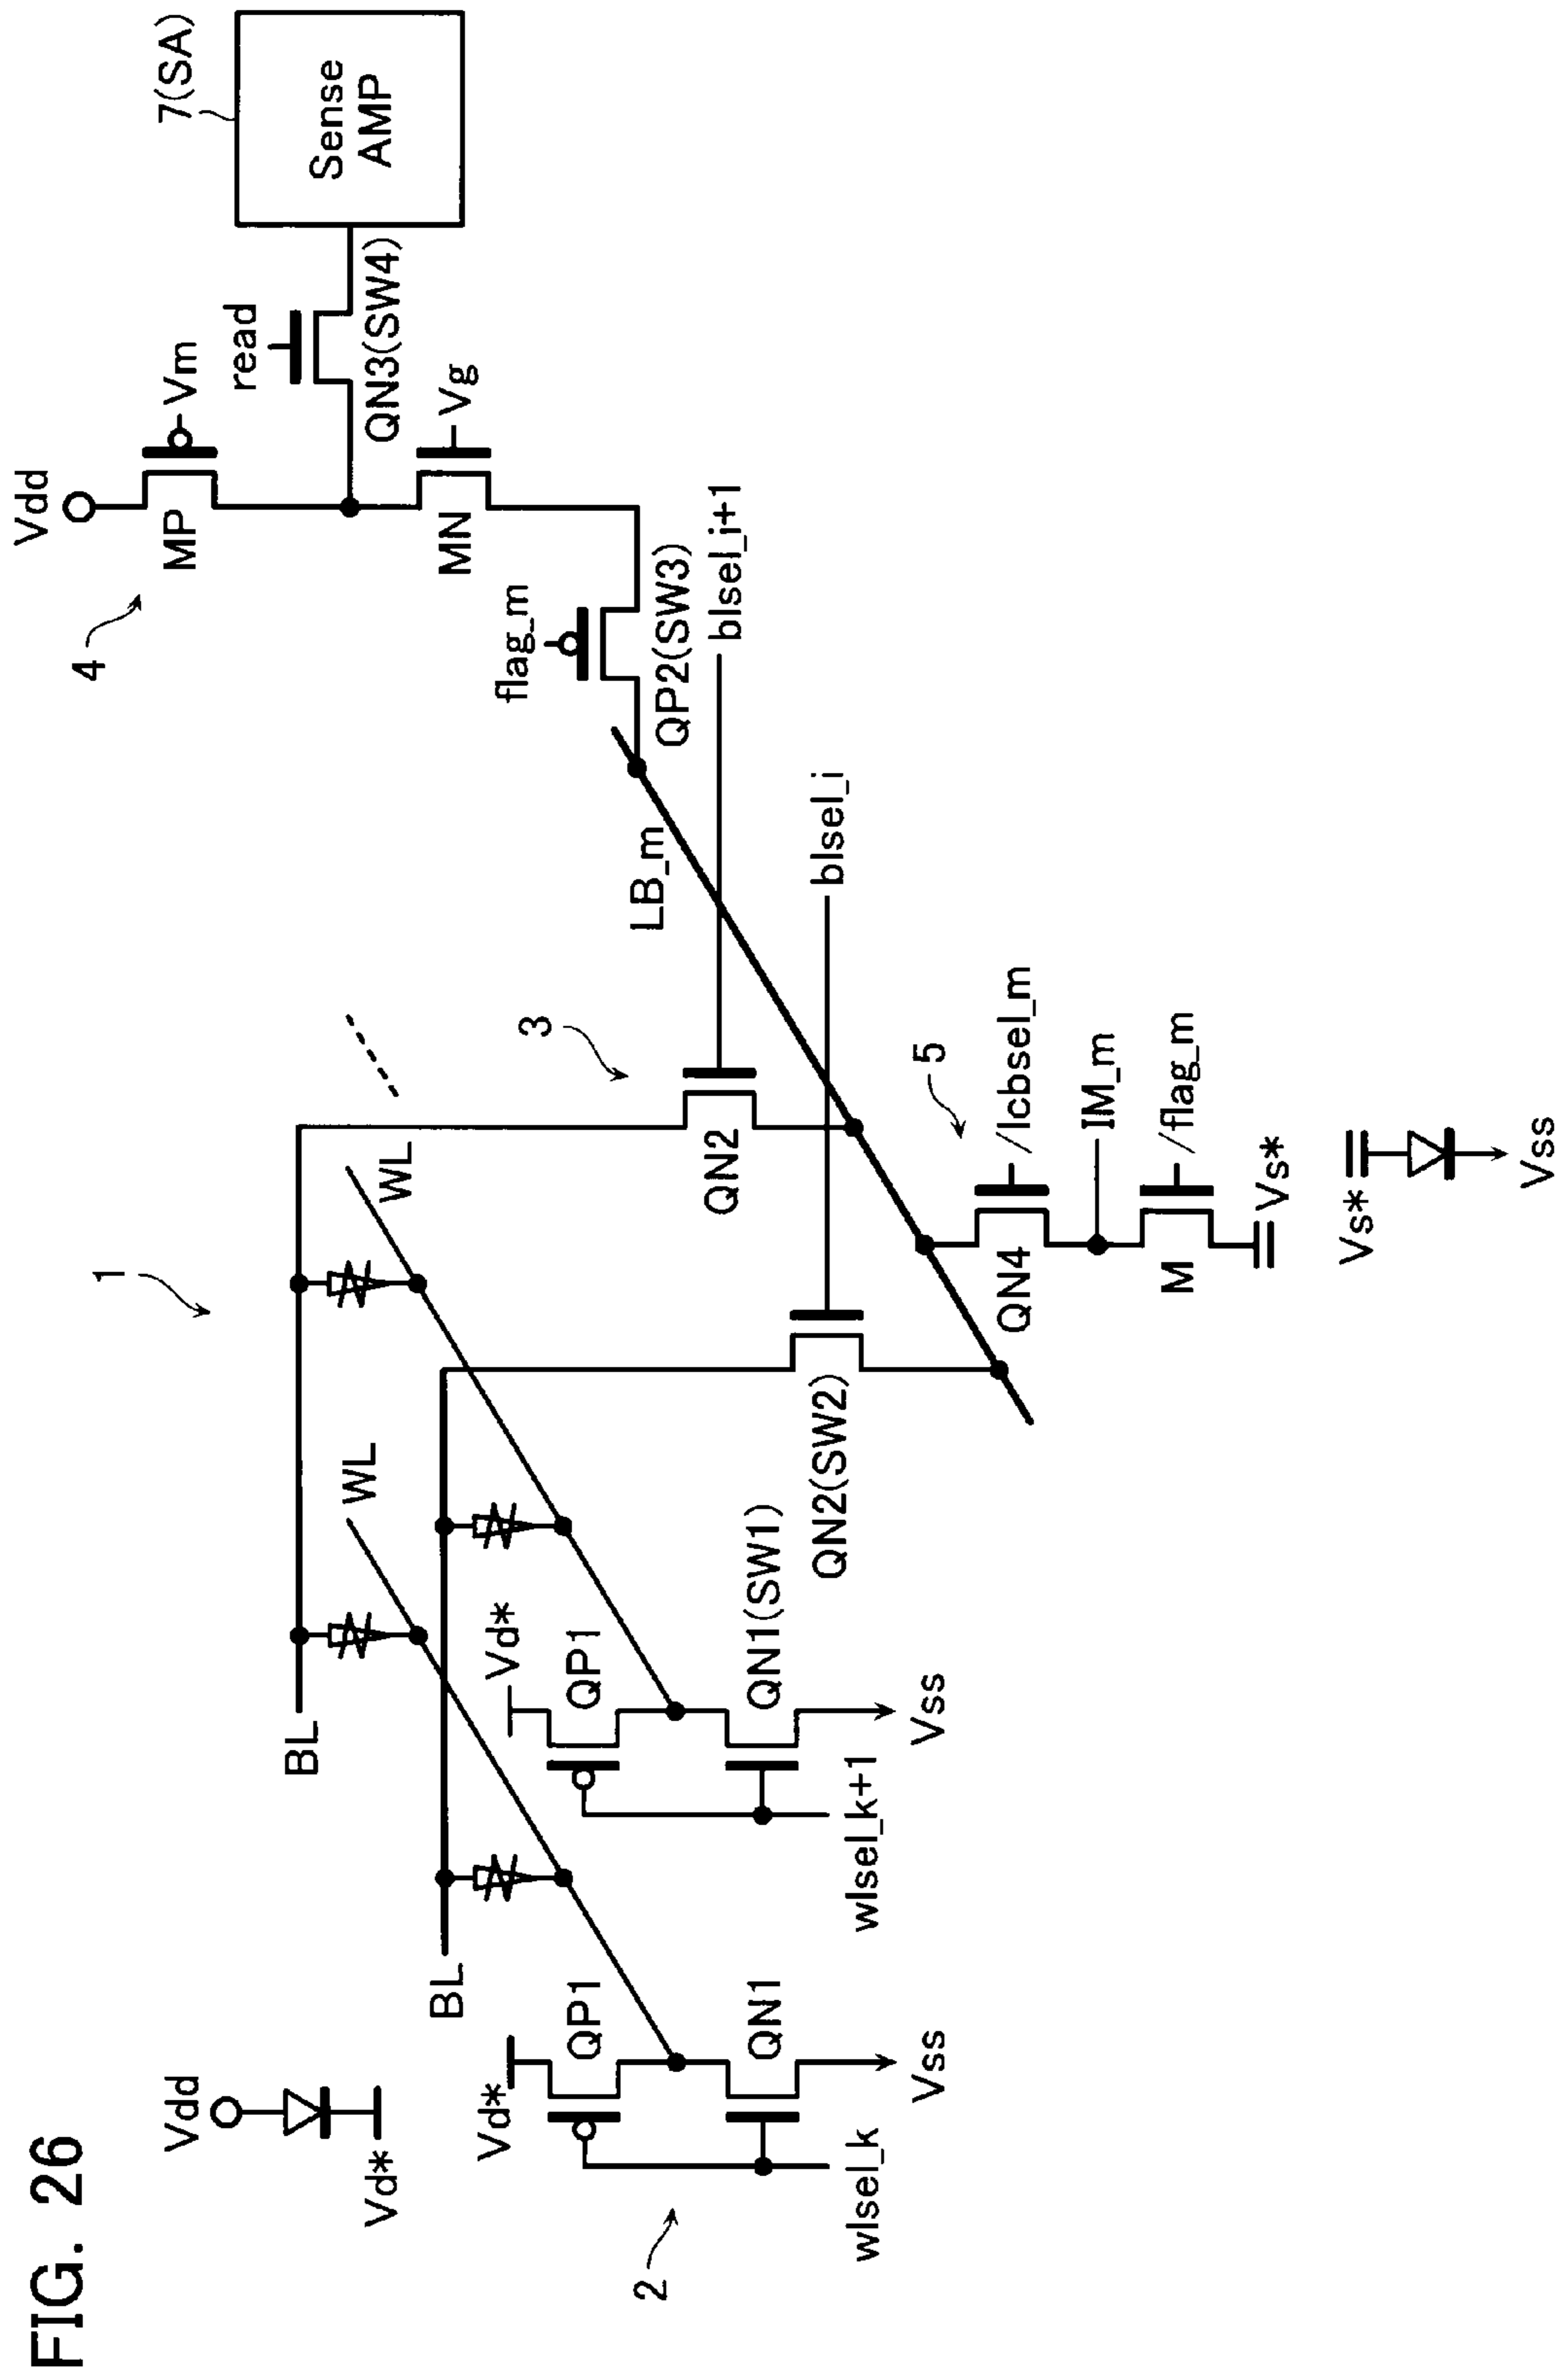 FIG. 26
Vdd
Vd*
1
BL
BL
WL
WL
2
Vd*
QP1
QN1
Vss
wlsel_k
Vd*
QP1
QN1(SW1)
Vss
wlsel_k+1
3
QN2
QN2(SW2)
LB_m
blsel_i
blsel_i+1
4
Vdd
MP
Vm
MN
Vg
read
QN3(SW4)
7(SA)
Sense
AMP
flag_m
QP2(SW3)
5
QN4
/lcbsel_m
IM_m
M
/flag_m
Vs*
Vs*
Vss